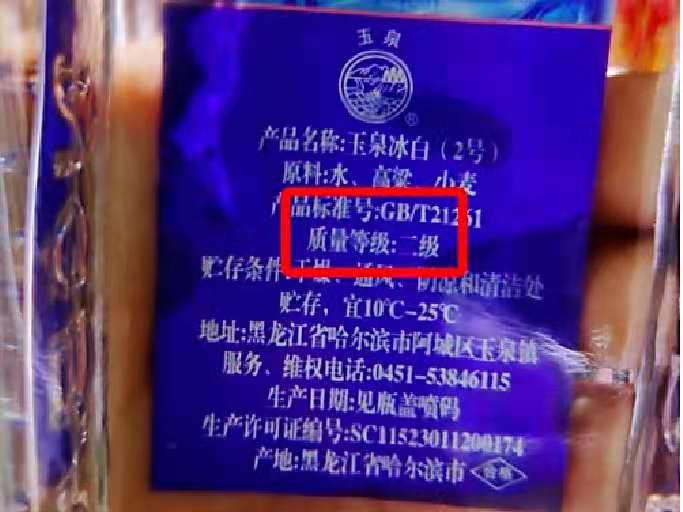 玉泉
®
产品名称:玉泉冰白(2号)
原料:水、高粱、小麦
产品标准号:GB/T21261
质量等级:二级
贮存条件:干燥、通风、阴凉和清洁处
贮存，宜10℃-25℃
地址:黑龙江省哈尔滨市阿城区玉泉镇
服务、维权电话:0451-53846115
生产日期:见瓶盖喷码
生产许可证编号:SC11523011200174
产地:黑龙江省哈尔滨市